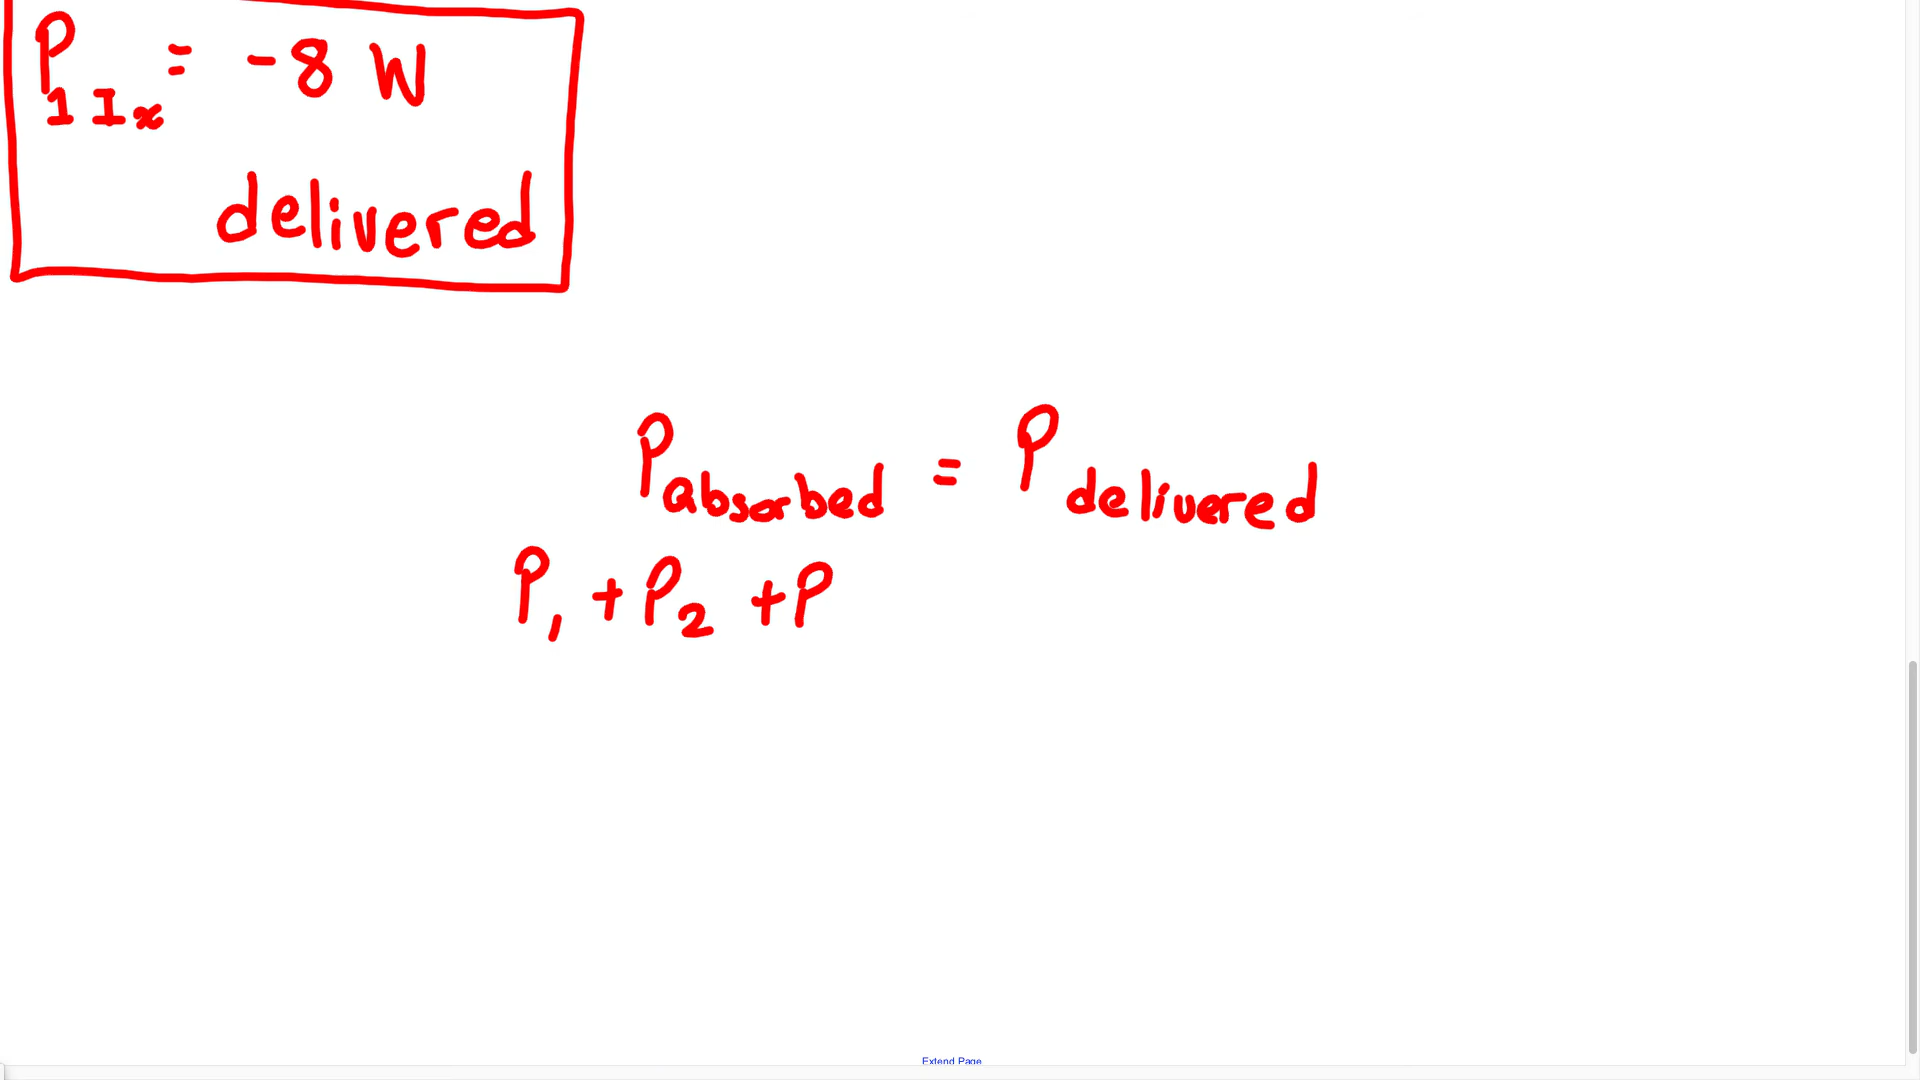 P1Ix = -8 W
delivered
Pabsorbed = Pdelivered
P1 + P2 + P
Extend Page